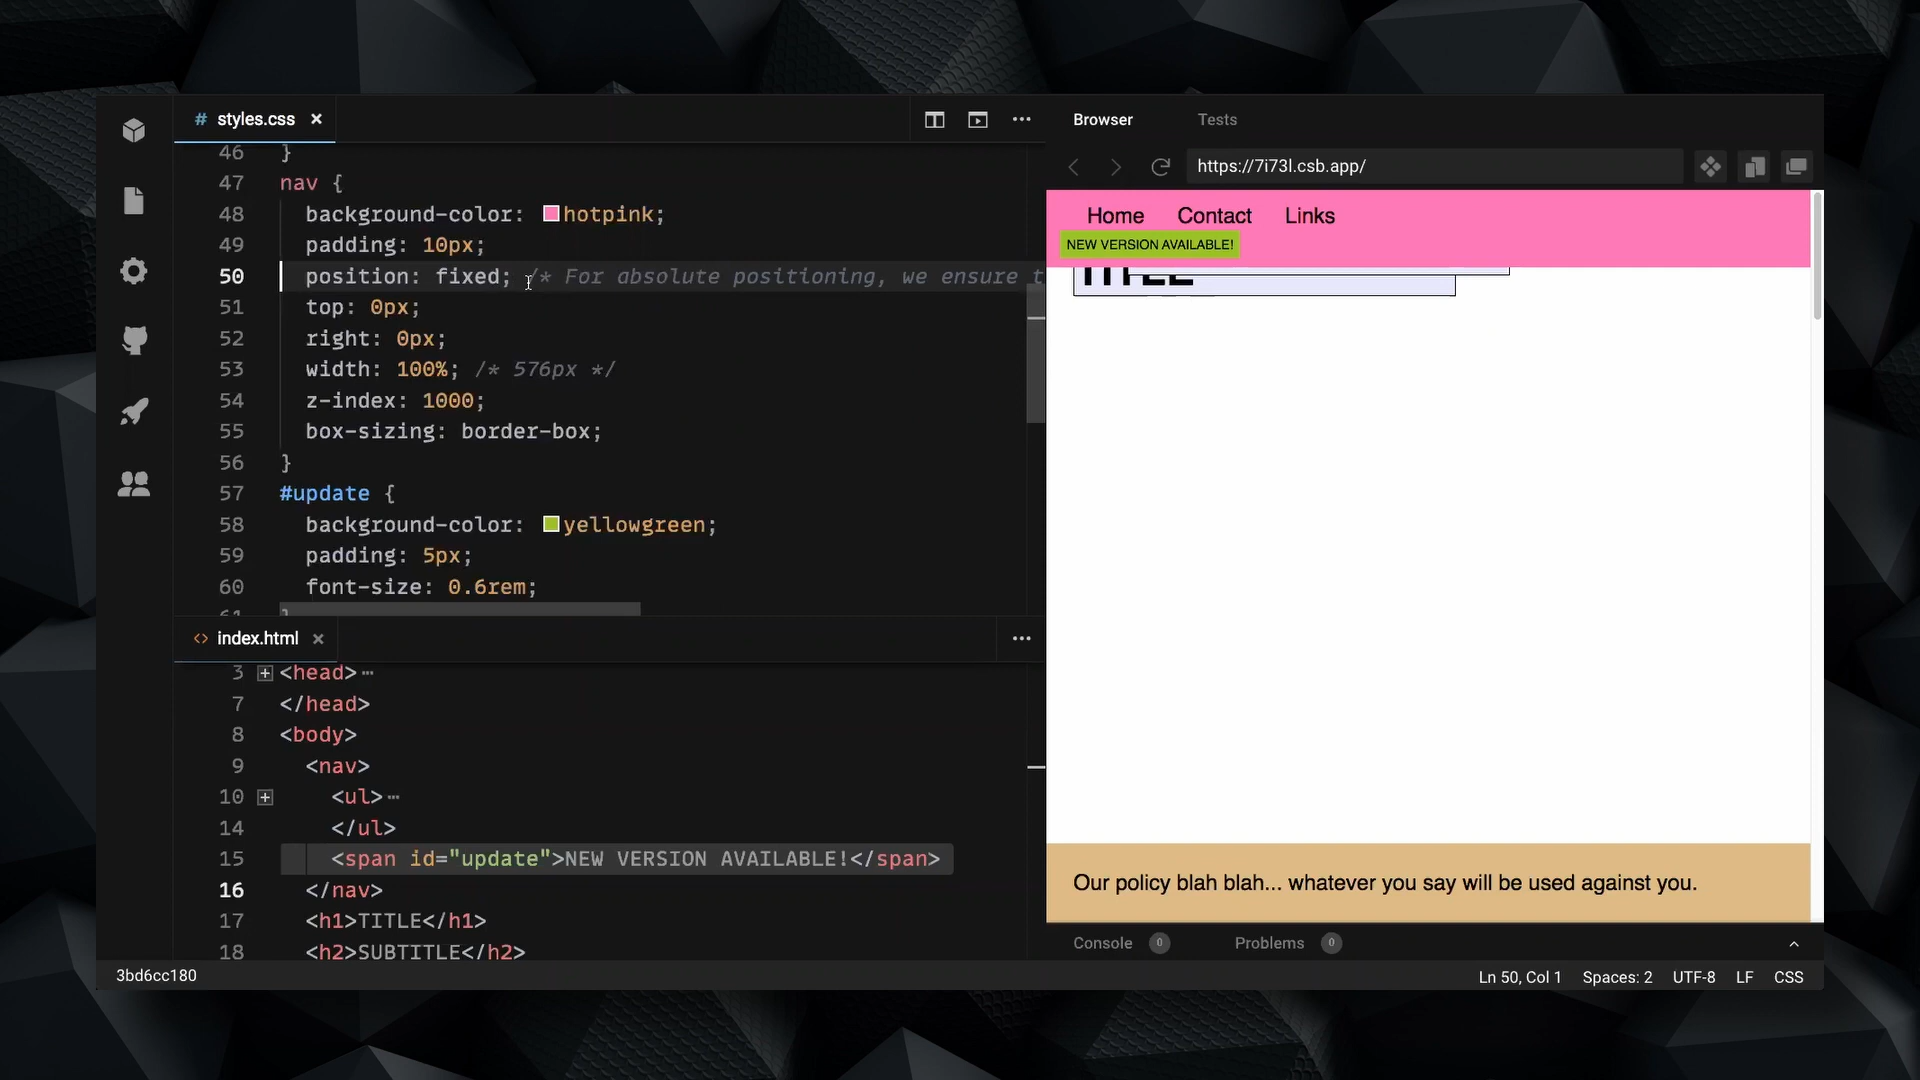 # styles.css ×
46 }
47 nav {
48 background-color: hotpink;
49 padding: 10px;
50 position: fixed; /* For absolute positioning, we ensure t
51 top: 0px;
52 right: 0px;
53 width: 100%; /* 576px */
54 z-index: 1000;
55 box-sizing: border-box;
56 }
57 #update {
58 background-color: yellowgreen;
59 padding: 5px;
60 font-size: 0.6rem;
61 }
<> index.html ×
3 <head>
7 </head>
8 <body>
9 <nav>
10 <ul>
14 </ul>
15 <span id="update">NEW VERSION AVAILABLE!</span>
16 </nav>
17 <h1>TITLE</h1>
18 <h2>SUBTITLE</h2>
Browser Tests
https://7i73l.csb.app/
Home Contact Links
NEW VERSION AVAILABLE!
TITLE
Our policy blah blah... whatever you say will be used against you.
Console 0 Problems 0
3bd6cc180 Ln 50, Col 1 Spaces: 2 UTF-8 LF CSS